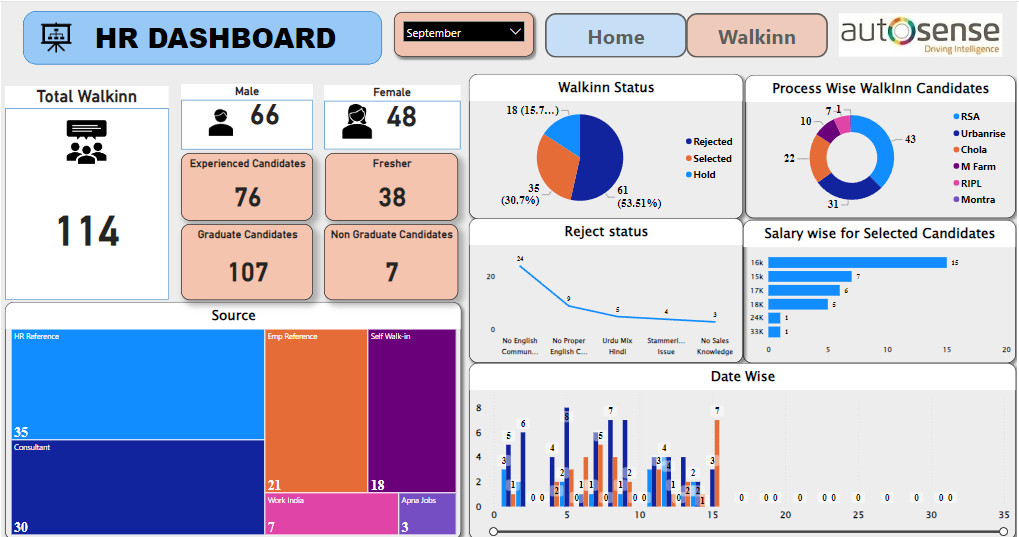 HR DASHBOARD
September
Home
Walkinn
autosense
Driving Intelligence
Total Walkinn
114
Male
66
Female
48
Experienced Candidates
76
Fresher
38
Graduate Candidates
107
Non Graduate Candidates
7
Walkinn Status
18 (15.7...)
35
(30.7%)
61
(53.51%)
Rejected
Selected
Hold
Process Wise WalkInn Candidates
43
31
22
10
7
1
RSA
Urbanrise
Chola
M Farm
RIPL
Montra
Reject status
20
0
24
9
5
4
3
No English
Commun...
No Proper
English C...
Urdu Mix
Hindi
Stammeri...
Issue
No Sales
Knowledge
Salary wise for Selected Candidates
16k 15
15k 7
17K 6
18K 5
24K 1
33K 1
0 5 10 15 20
Source
HR Reference
35
Consultant
30
Emp Reference
21
Self Walk-in
18
Work India
7
Apna Jobs
3
Date Wise
8
6
4
2
0
3 5 1 6 0 0 4 2 2 8 0 1 2 5 7 4 2 0 0 3 4 4 1 0 2 2 1 3 7 0 0 0 0 0 0 0 0 0 0 0
0 5 10 15 20 25 30 35